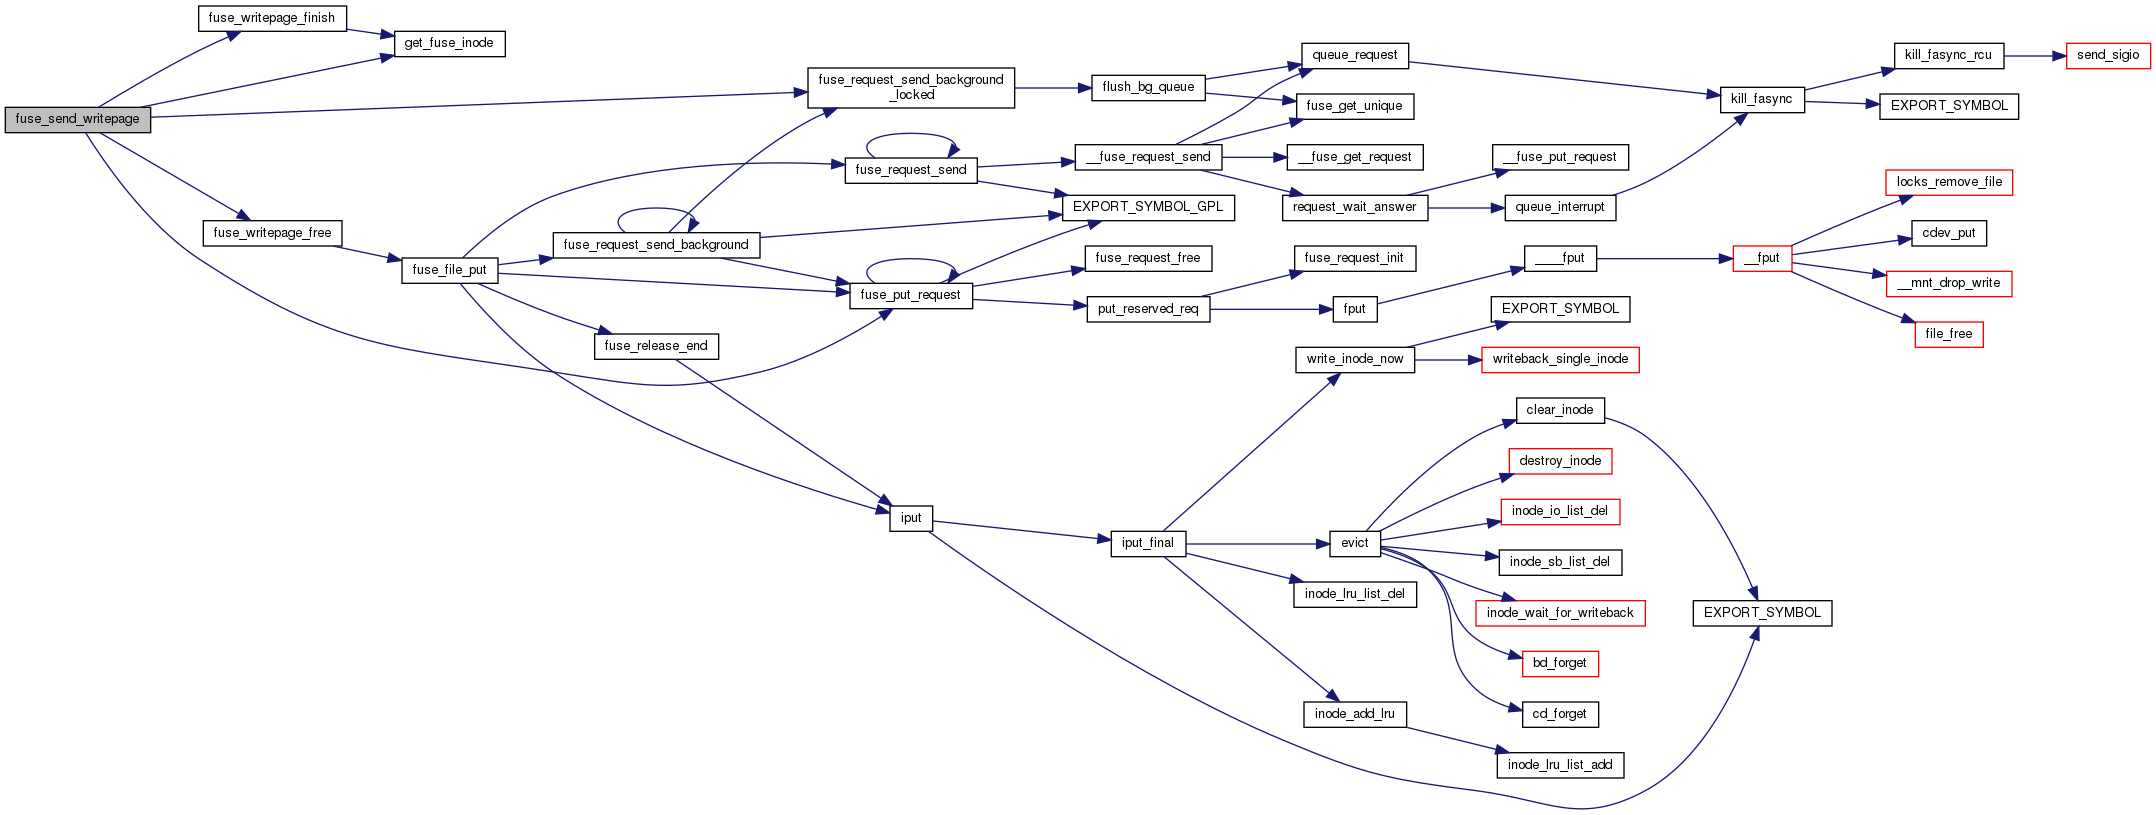 fuse_writepage_finish
get_fuse_inode
fuse_send_writepage
fuse_writepage_free
fuse_file_put
fuse_request_send_background
_locked
fuse_request_send
fuse_request_send_background
fuse_put_request
fuse_release_end
iput
flush_bg_queue
__fuse_request_send
EXPORT_SYMBOL_GPL
fuse_request_free
put_reserved_req
iput_final
queue_request
fuse_get_unique
__fuse_get_request
request_wait_answer
fuse_request_init
fput
write_inode_now
evict
inode_lru_list_del
inode_add_lru
__fuse_put_request
queue_interrupt
____fput
EXPORT_SYMBOL
writeback_single_inode
clear_inode
destroy_inode
inode_io_list_del
inode_sb_list_del
inode_wait_for_writeback
bd_forget
cd_forget
inode_lru_list_add
kill_fasync
__fput
EXPORT_SYMBOL
kill_fasync_rcu
EXPORT_SYMBOL
locks_remove_file
cdev_put
__mnt_drop_write
file_free
send_sigio